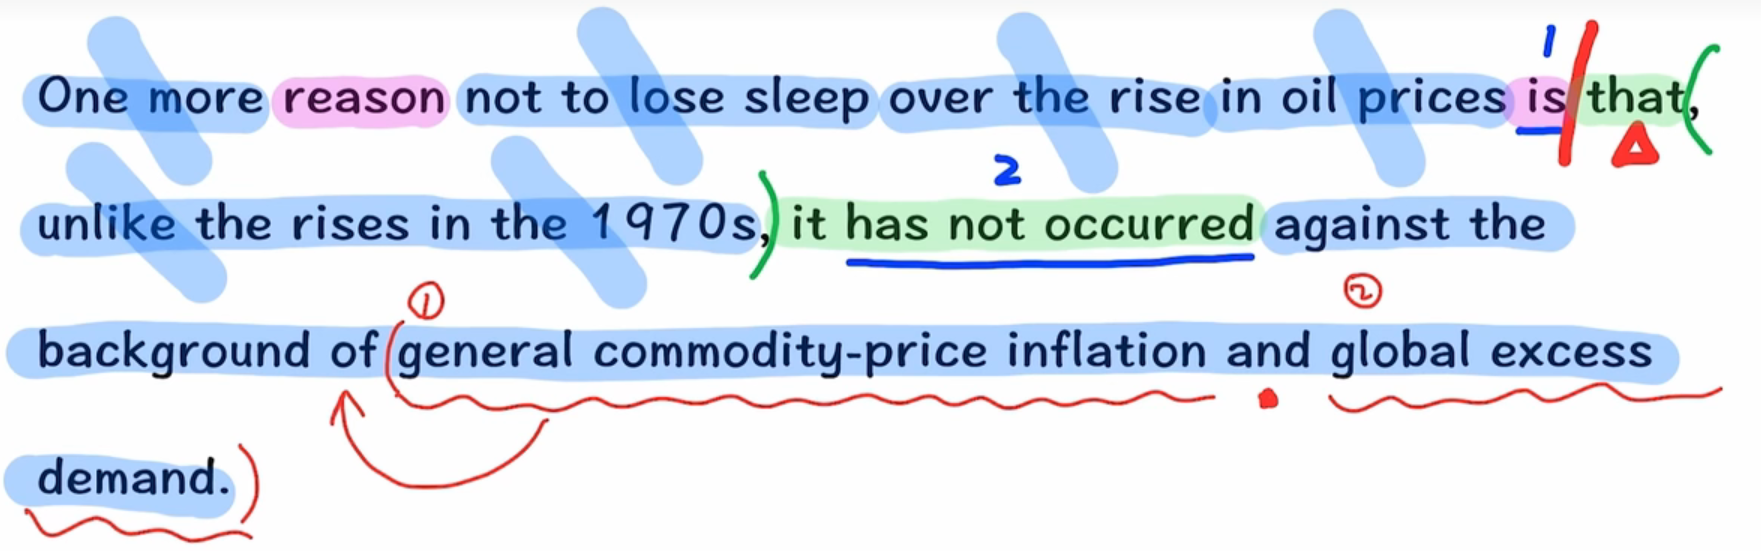 1
One more reason not to lose sleep over the rise in oil prices is that,
2
unlike the rises in the 1970s, it has not occurred against the
① ②
background of general commodity-price inflation and global excess
demand.